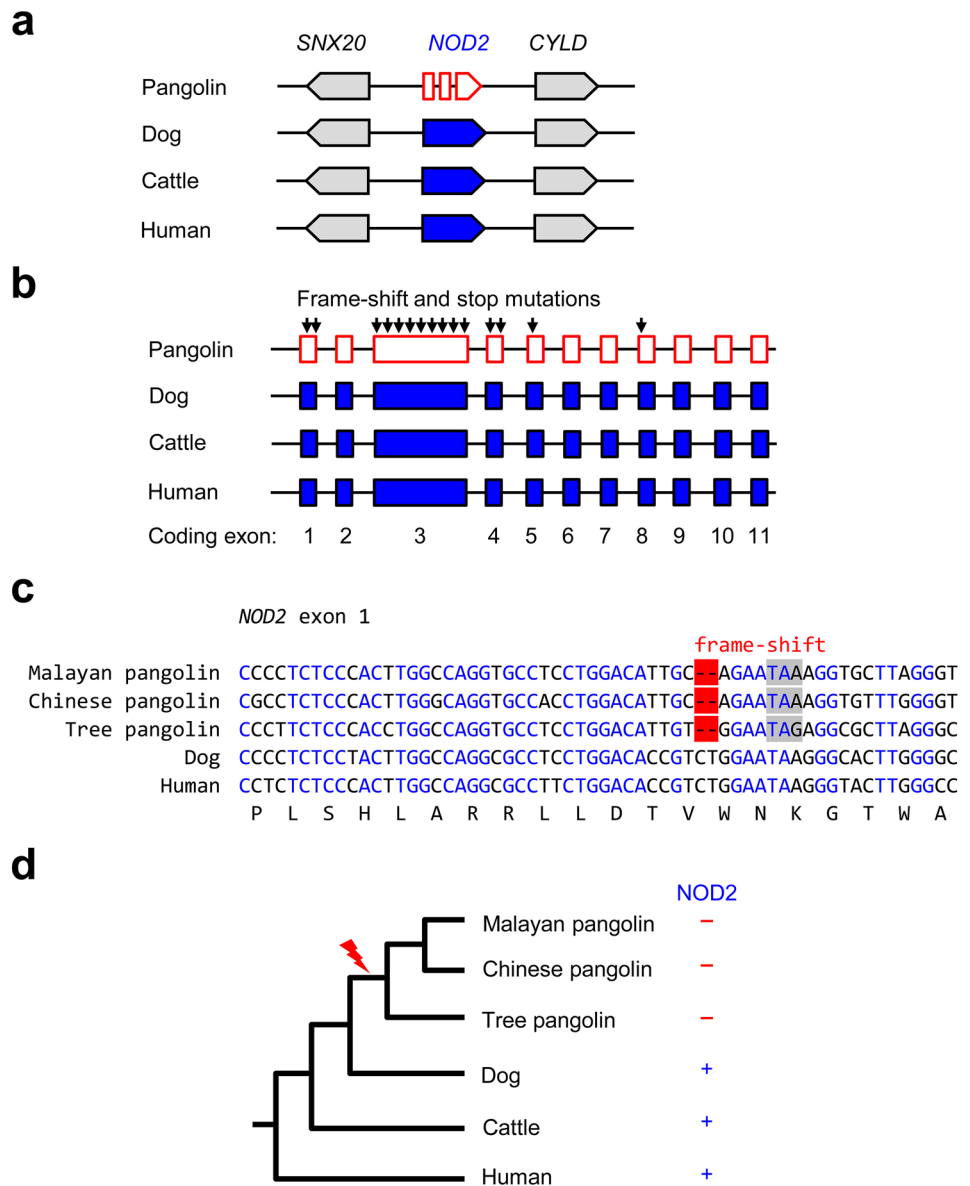 a
SNX20 NOD2 CYLD
Pangolin
Dog
Cattle
Human
b
Frame-shift and stop mutations
Pangolin
Dog
Cattle
Human
Coding exon: 1 2 3 4 5 6 7 8 9 10 11
c
NOD2 exon 1
frame-shift
Malayan pangolin CCCCTCTCCCACTTGGCCAGGTGCCTCCTGGACATTGC--AGAATAAAGGTGCTTAGGGT
Chinese pangolin CGCCTCTCCCACTTGGCAGGTGCCACCTGGACATTGC--AGAATAAAGGTGTTTGGGGT
Tree pangolin CCCTTCTCCCACCTGGCCAGGTGCCTCCTGGACATTGT--GGAATAGAGGCGCTTAGGGC
Dog CCCCTCTCCTACTTGGCCAGGCGCCTCCTGGACACCGTCTGGAATAAGGGCACTTGGGGC
Human CCTCTCTCCCACTTGGCCAGGCGCCTTCTGGACACCGTCTGGAATAAGGGTACTTGGGCC
P L S H L A R R L L D T V W N K G T W A
d
NOD2
Malayan pangolin −
Chinese pangolin −
Tree pangolin −
Dog +
Cattle +
Human +